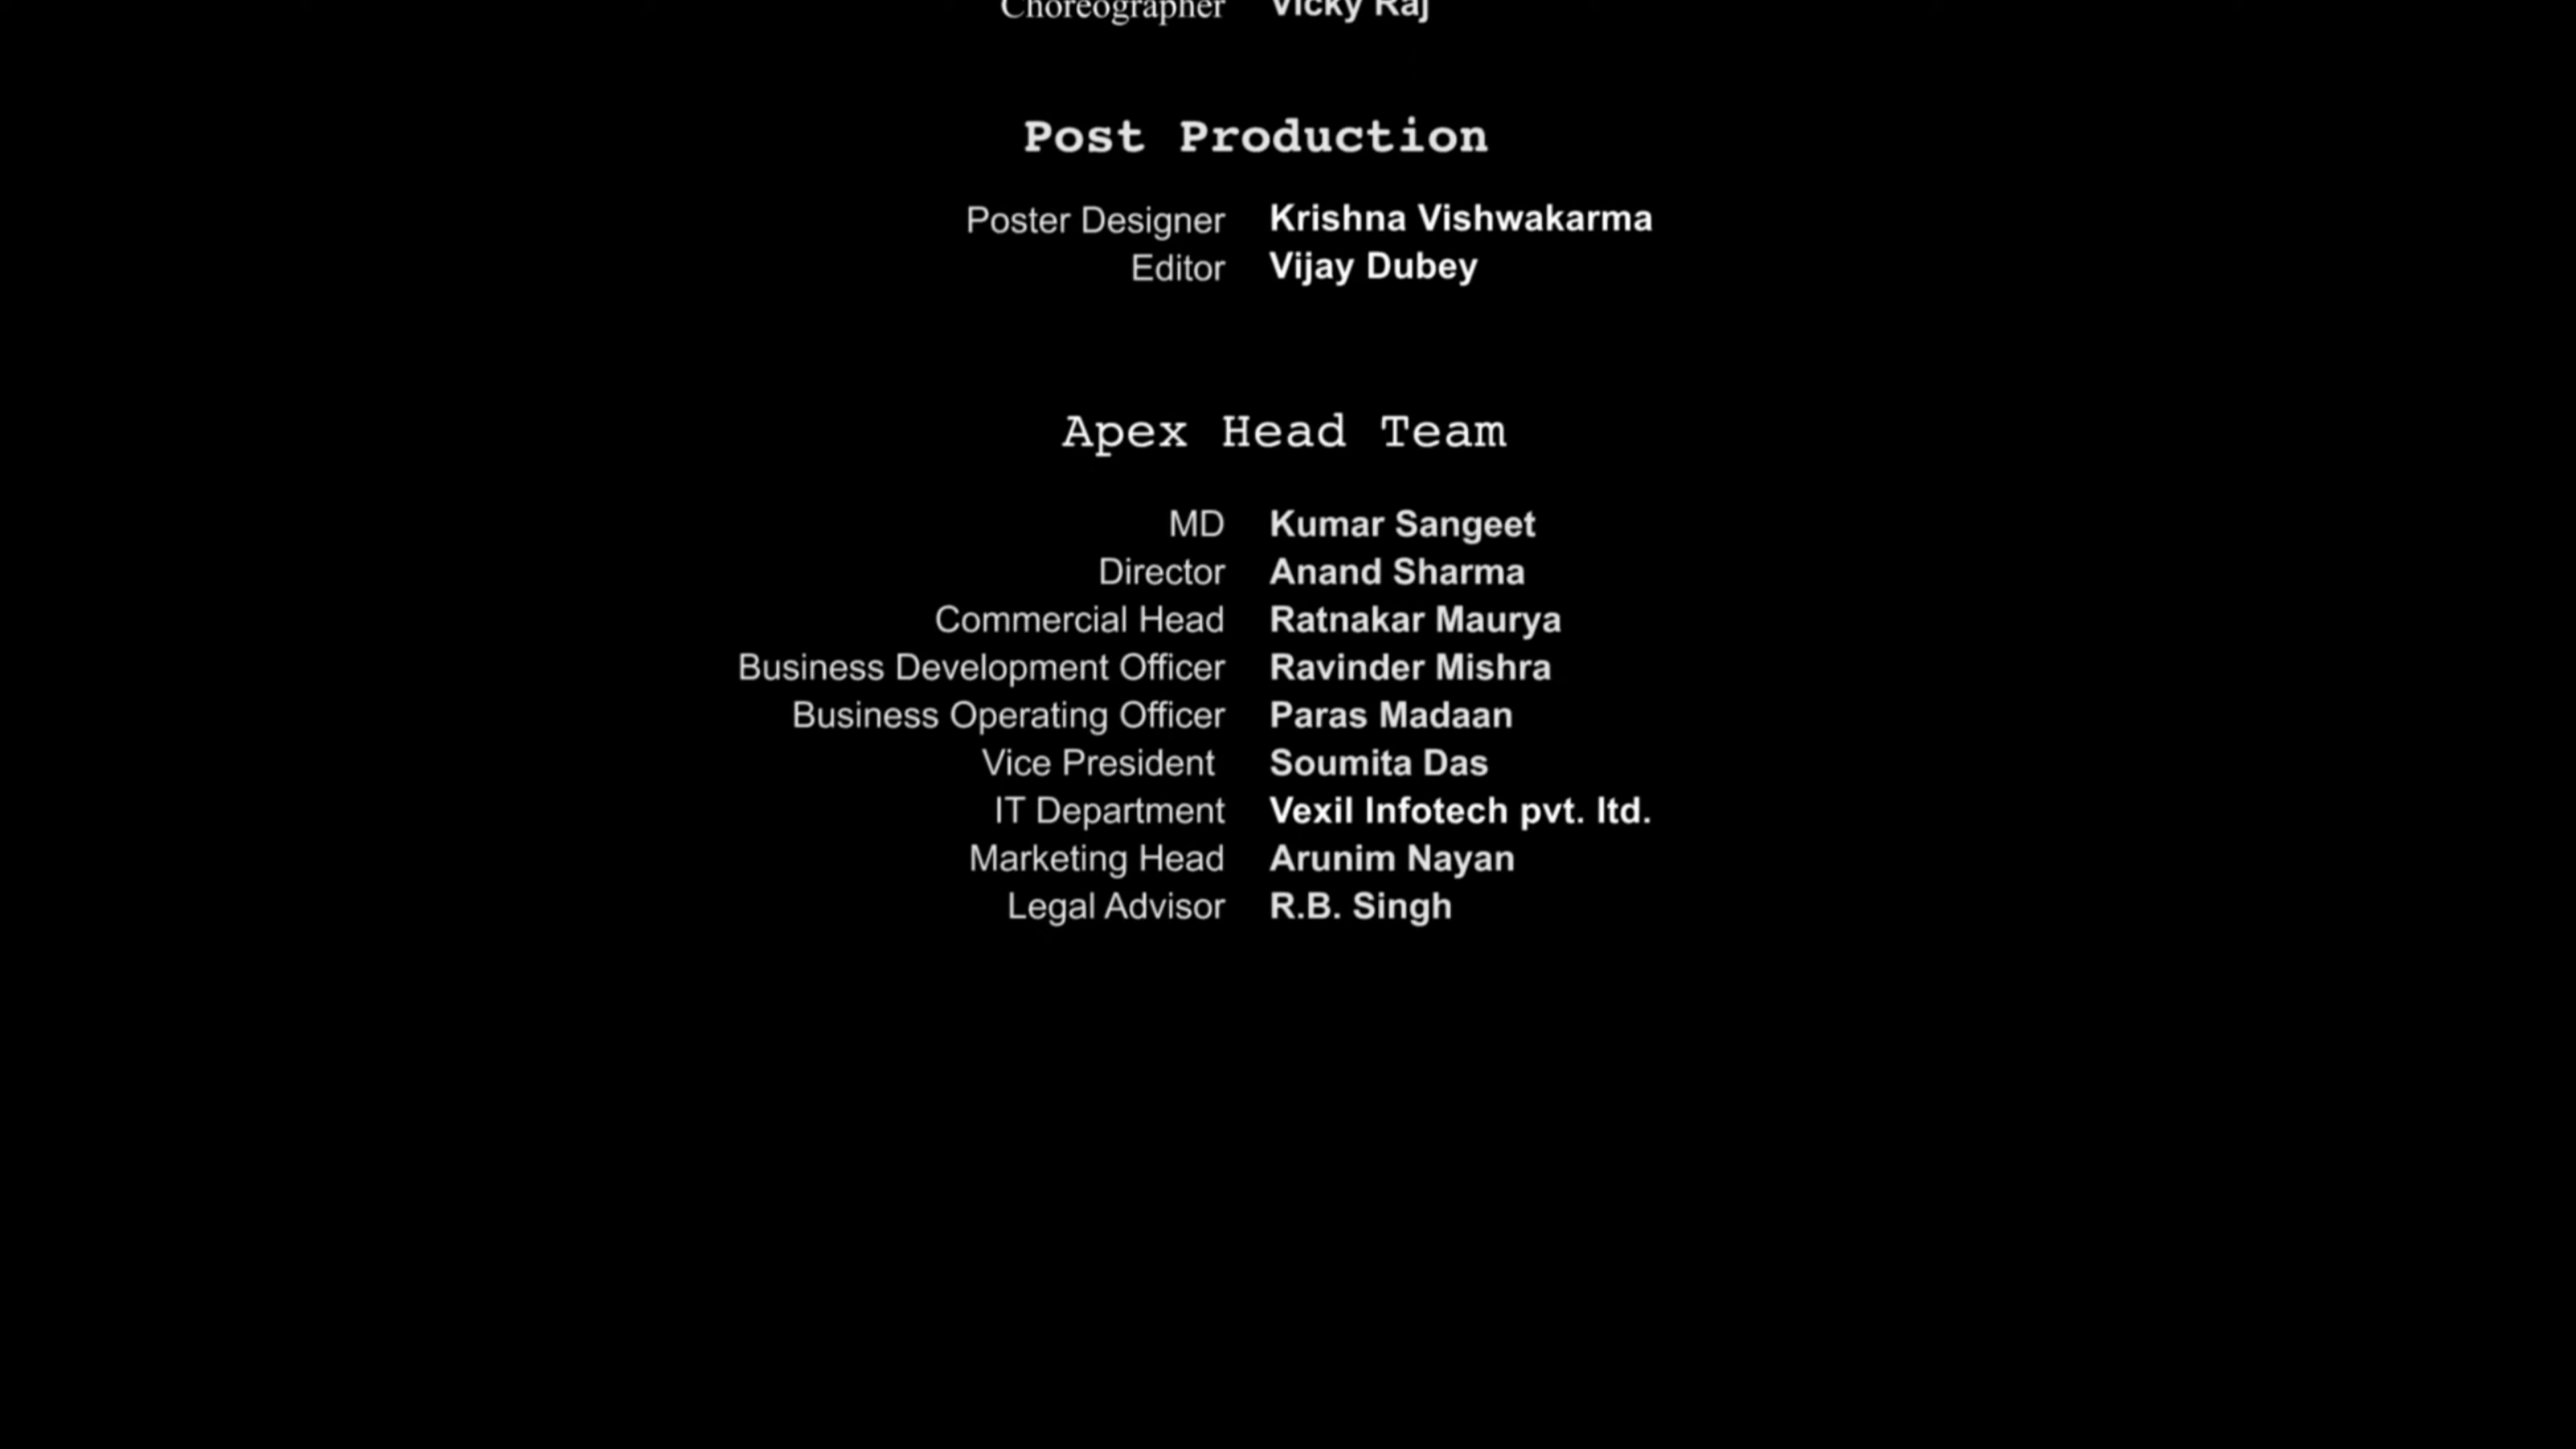 Choreographer Vicky Raj
Post Production
Poster Designer Krishna Vishwakarma
Editor Vijay Dubey
Apex Head Team
MD Kumar Sangeet
Director Anand Sharma
Commercial Head Ratnakar Maurya
Business Development Officer Ravinder Mishra
Business Operating Officer Paras Madaan
Vice President Soumita Das
IT Department Vexil Infotech pvt. ltd.
Marketing Head Arunim Nayan
Legal Advisor R.B. Singh